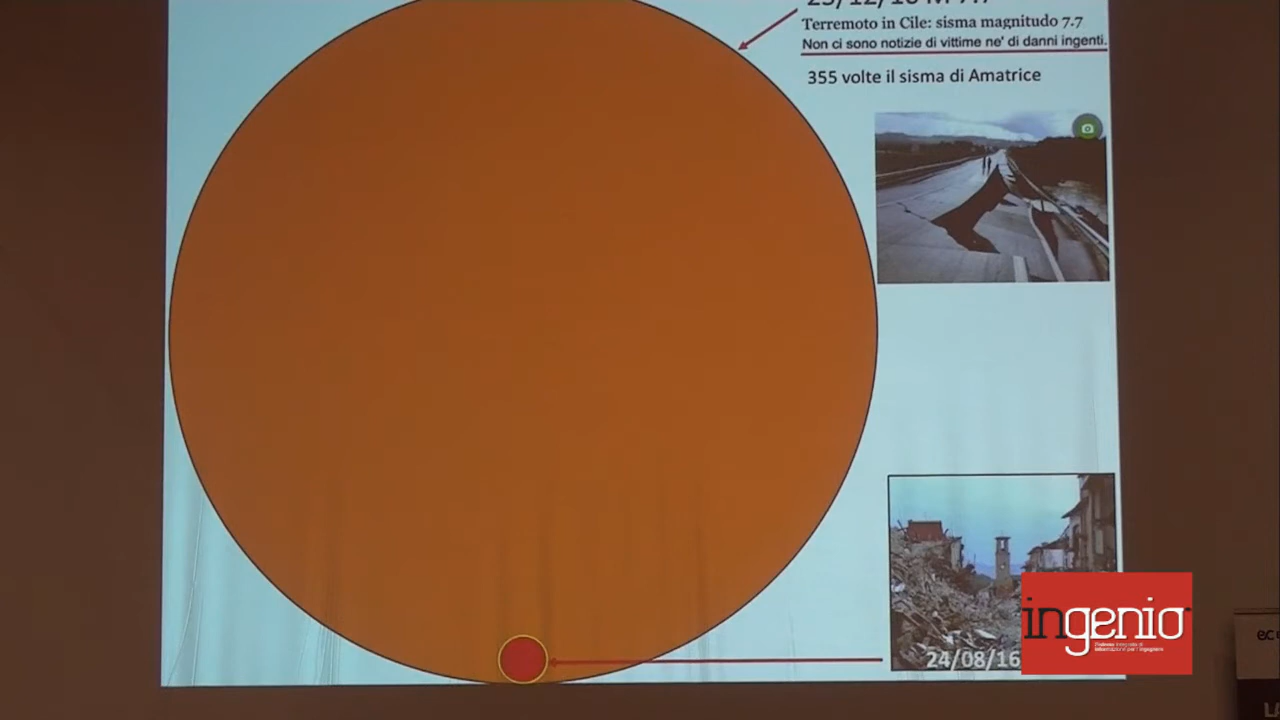 Terremoto in Cile: sisma magnitudo 7.7
Non ci sono notizie di vittime ne' di danni ingenti.
355 volte il sisma di Amatrice
24/08/16
ingenio